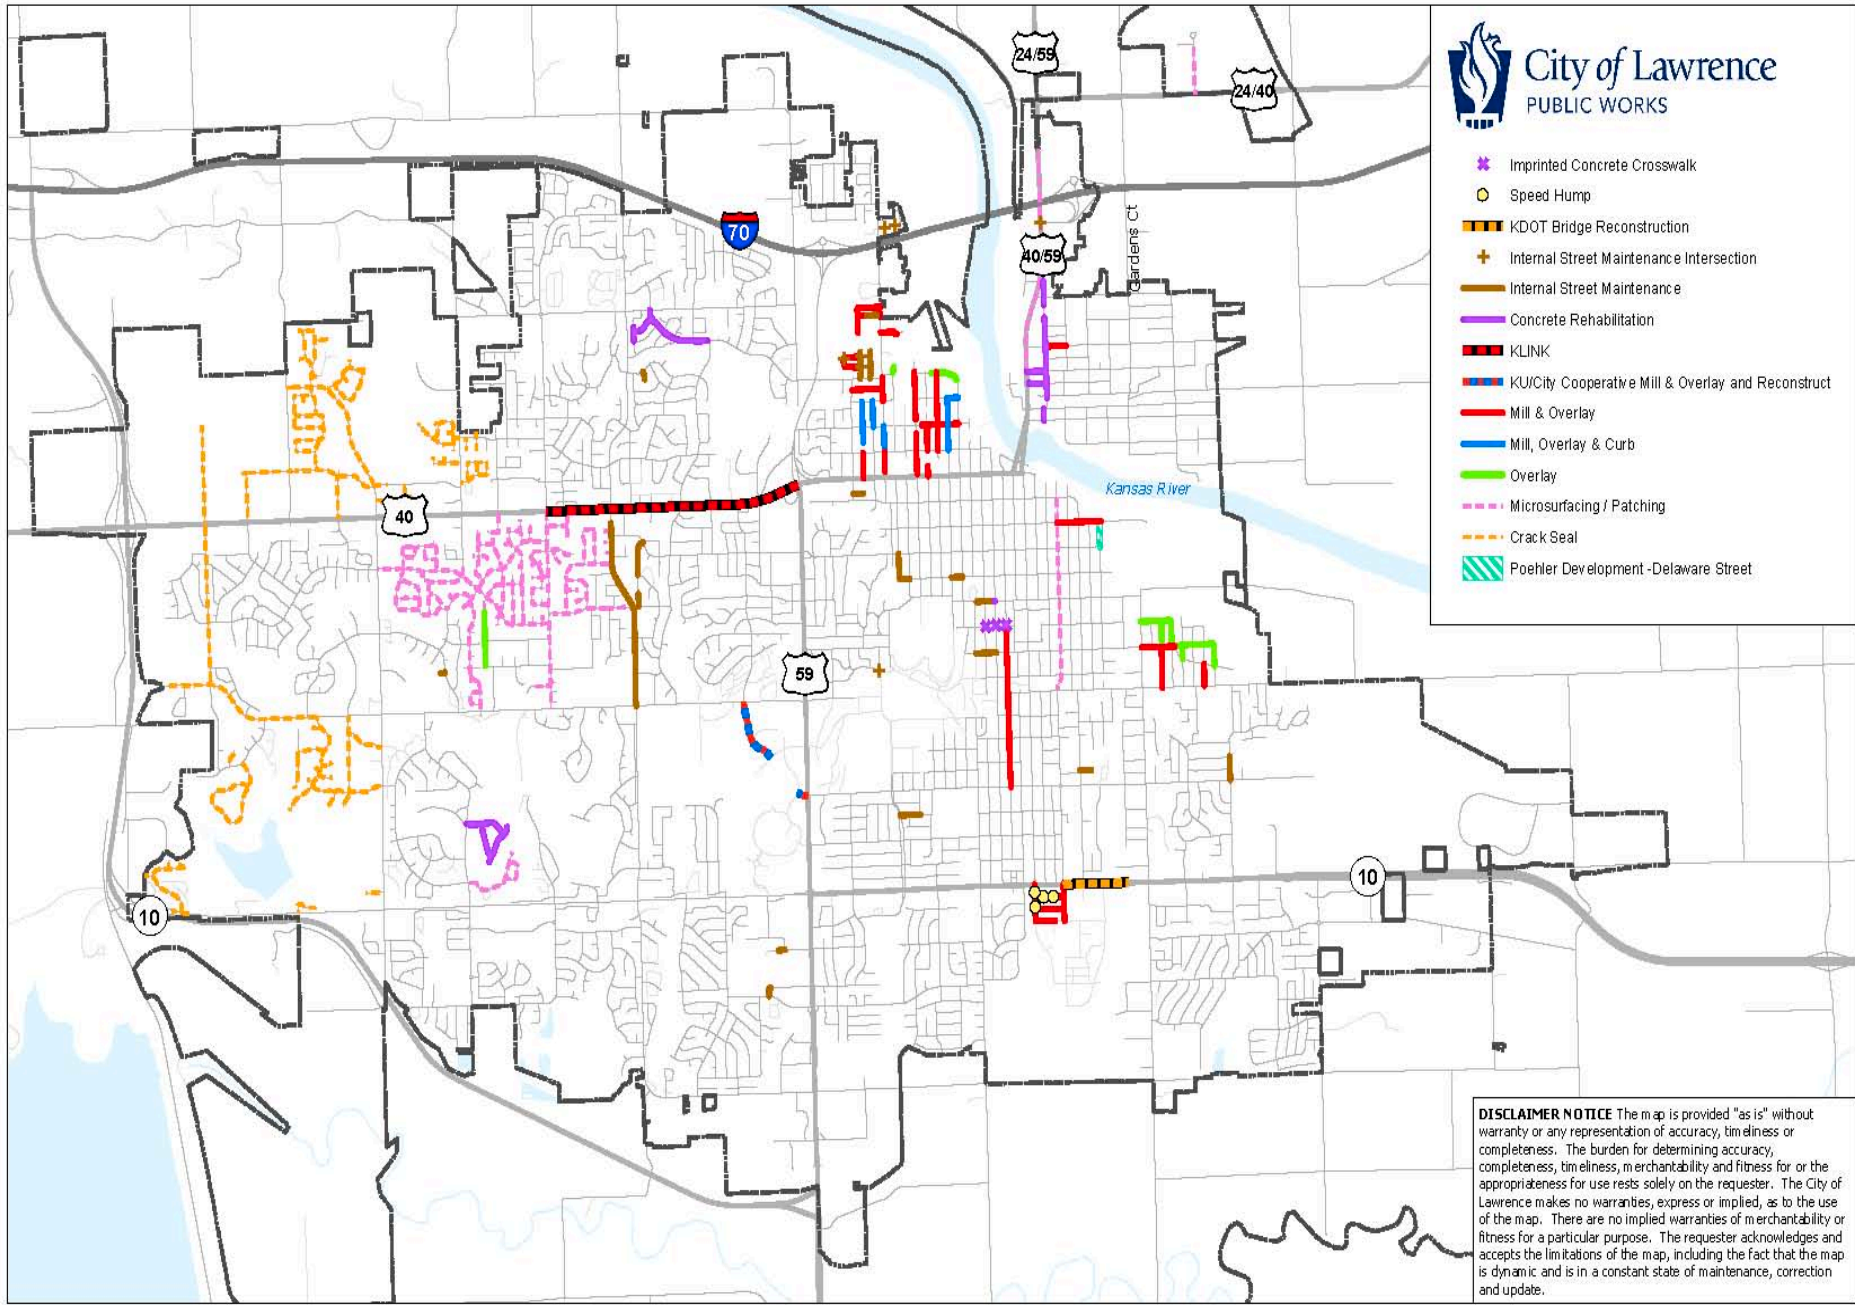 City of Lawrence
PUBLIC WORKS
Imprinted Concrete Crosswalk
Speed Hump
KDOT Bridge Reconstruction
Internal Street Maintenance Intersection
Internal Street Maintenance
Concrete Rehabilitation
KLINK
KU/City Cooperative Mill & Overlay and Reconstruct
Mill & Overlay
Mill, Overlay & Curb
Overlay
Microsurfacing / Patching
Crack Seal
Poehler Development -Delaware Street
24/59
24/40
70
40/59
Gardens Ct
Kansas River
40
59
10
10
DISCLAIMER NOTICE The map is provided "as is" without
warranty or any representation of accuracy, timeliness or
completeness. The burden for determining accuracy,
completeness, timeliness, merchantability and fitness for or the
appropriateness for use rests solely on the requester. The City of
Lawrence makes no warranties, express or implied, as to the use
of the map. There are no implied warranties of merchantability or
fitness for a particular purpose. The requester acknowledges and
accepts the limitations of the map, including the fact that the map
is dynamic and is in a constant state of maintenance, correction
and update.